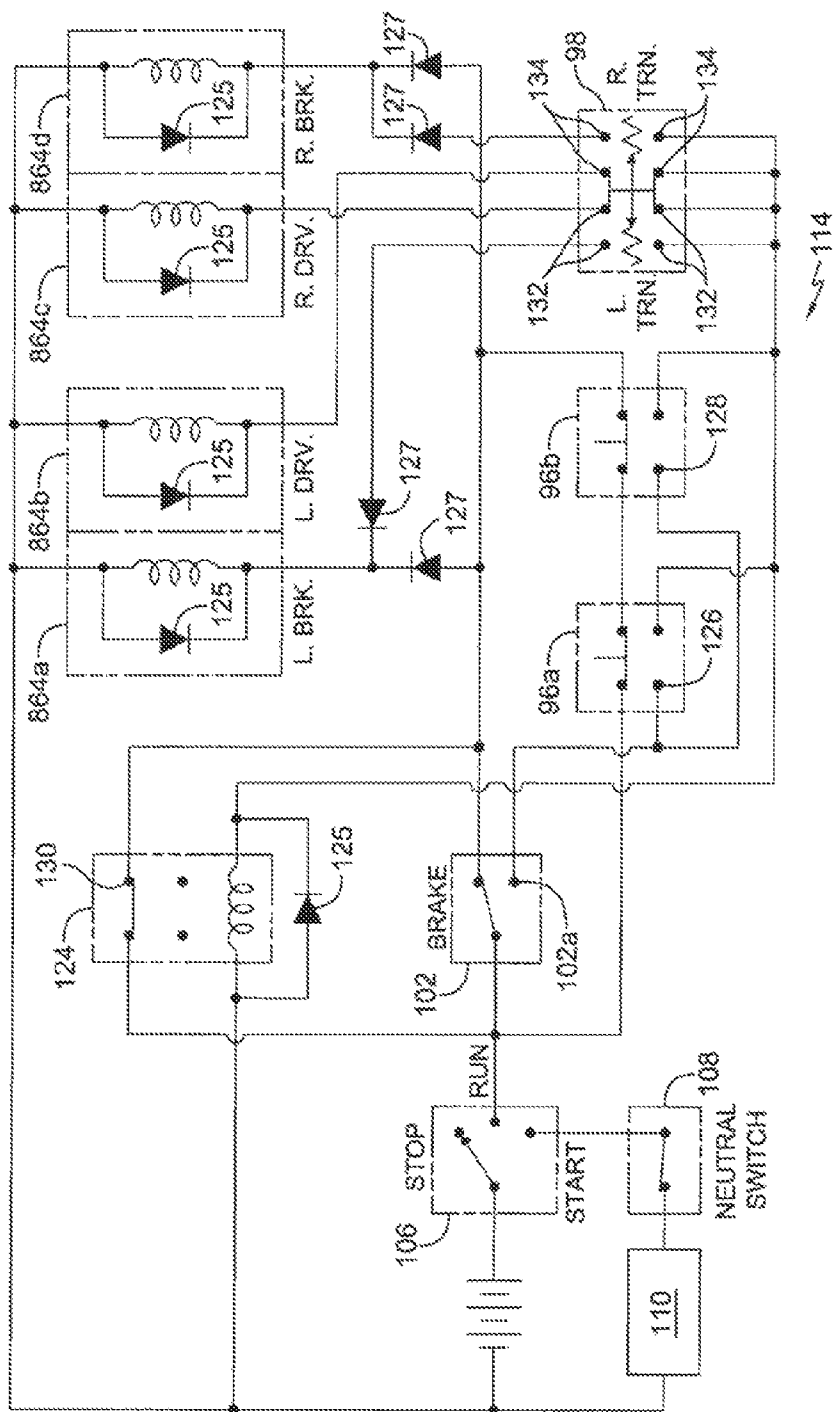 124
130
864a
864b
864c
864d
125
125
125
125
L. BRK.
L. DRV.
R. DRV.
R. BRK.
125
127
127
127
127
106
STOP
102
BRAKE
RUN
102a
START
96a
96b
132
134
98
L.
TRN.
R.
TRN.
110
108
NEUTRAL
SWITCH
126
128
132
134
114